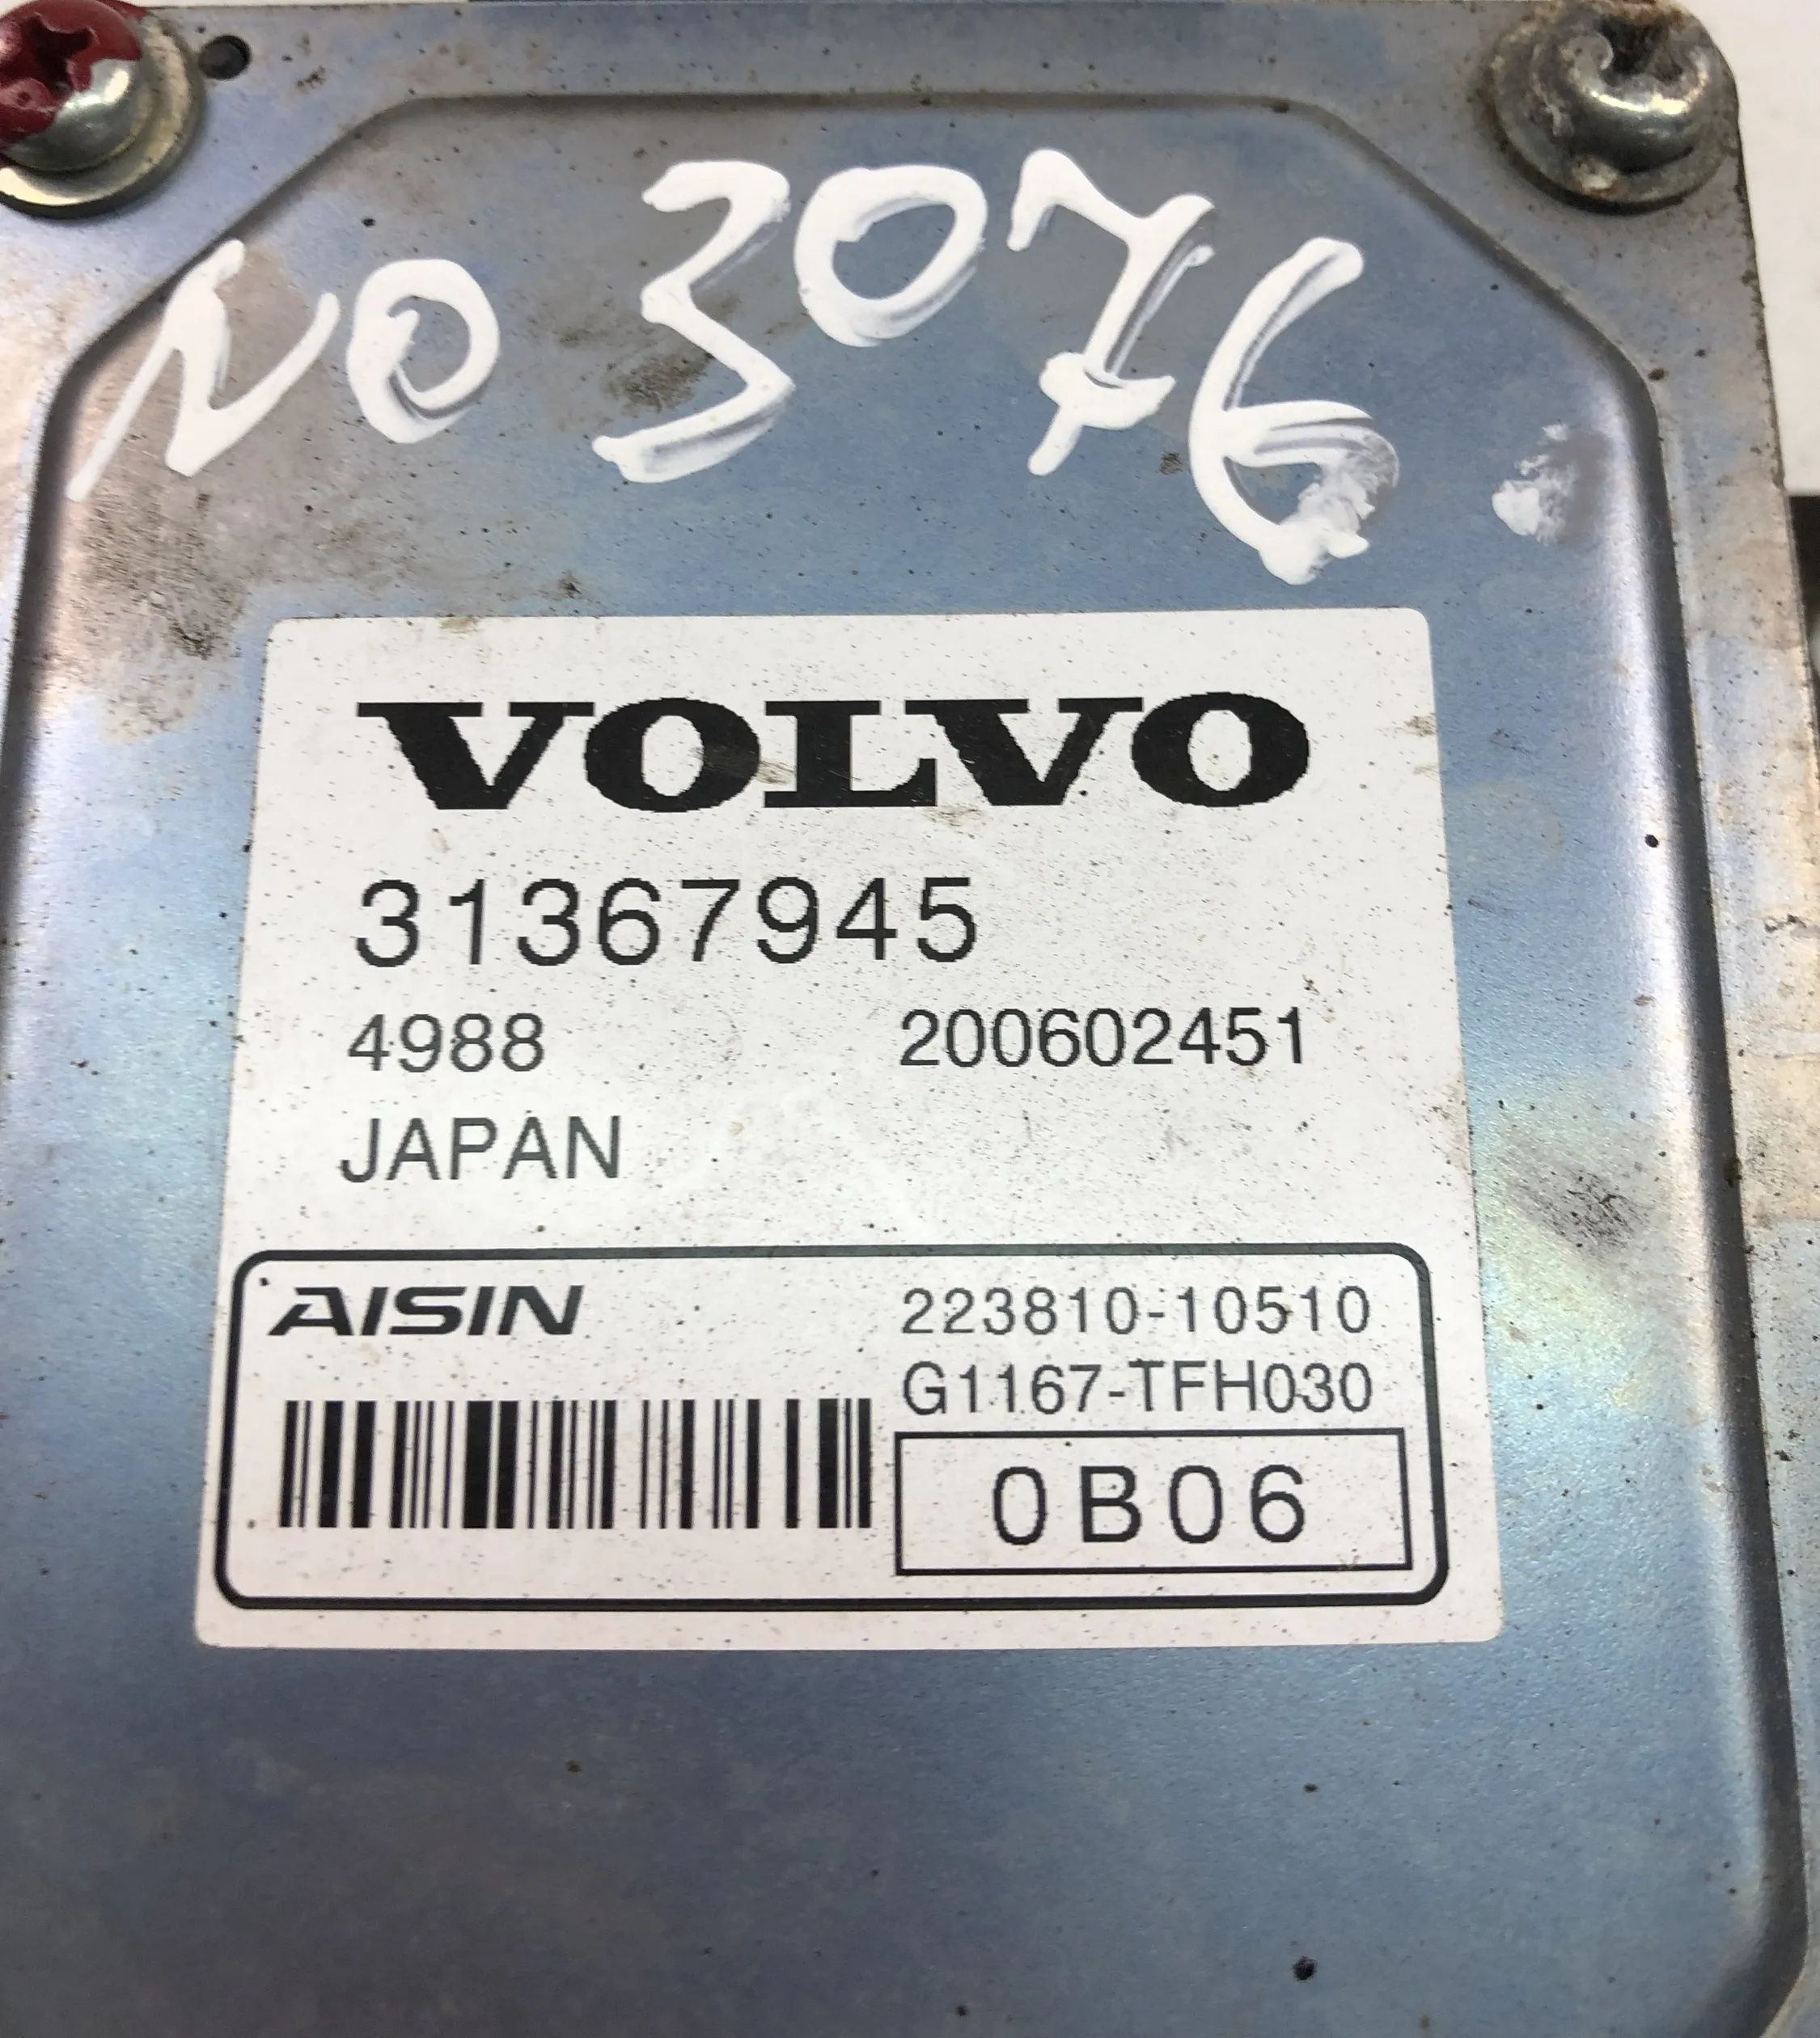 NO 3076
VOLVO
31367945
4988 200602451
JAPAN
AISIN 223810-10510
G1167-TFH030
0B06